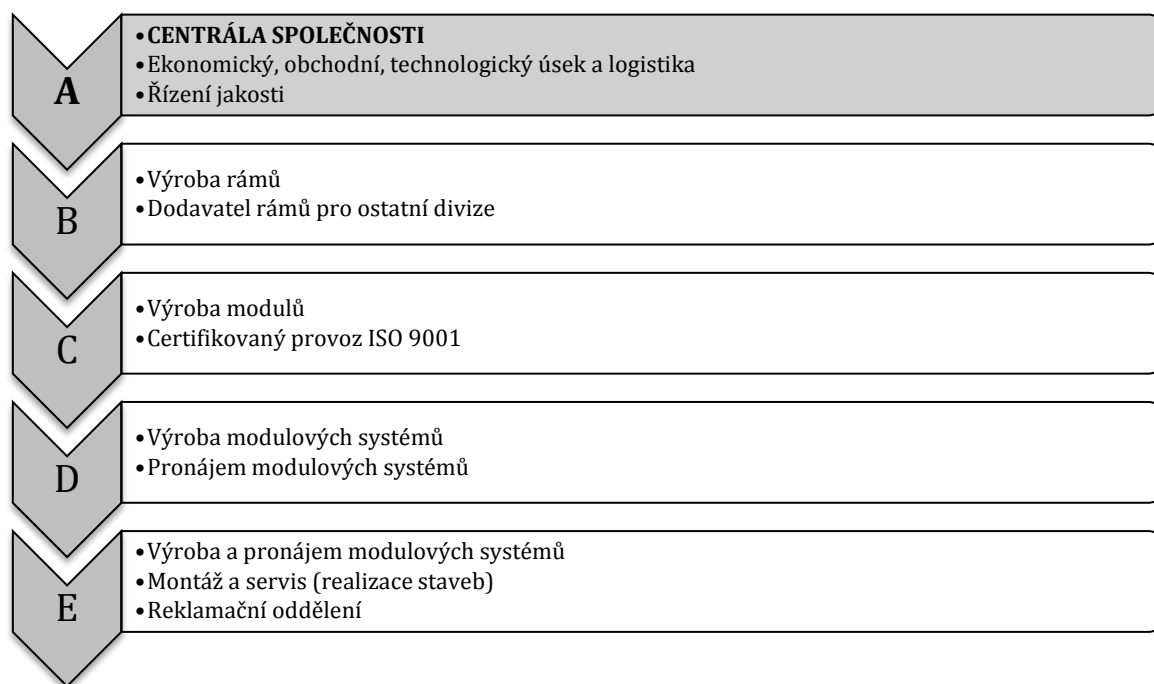 A
•CENTRÁLA SPOLEČNOSTI
•Ekonomický, obchodní, technologický úsek a logistika
•Řízení jakosti
B
•Výroba rámů
•Dodavatel rámů pro ostatní divize
C
•Výroba modulů
•Certifikovaný provoz ISO 9001
D
•Výroba modulových systémů
•Pronájem modulových systémů
E
•Výroba a pronájem modulových systémů
•Montáž a servis (realizace staveb)
•Reklamační oddělení